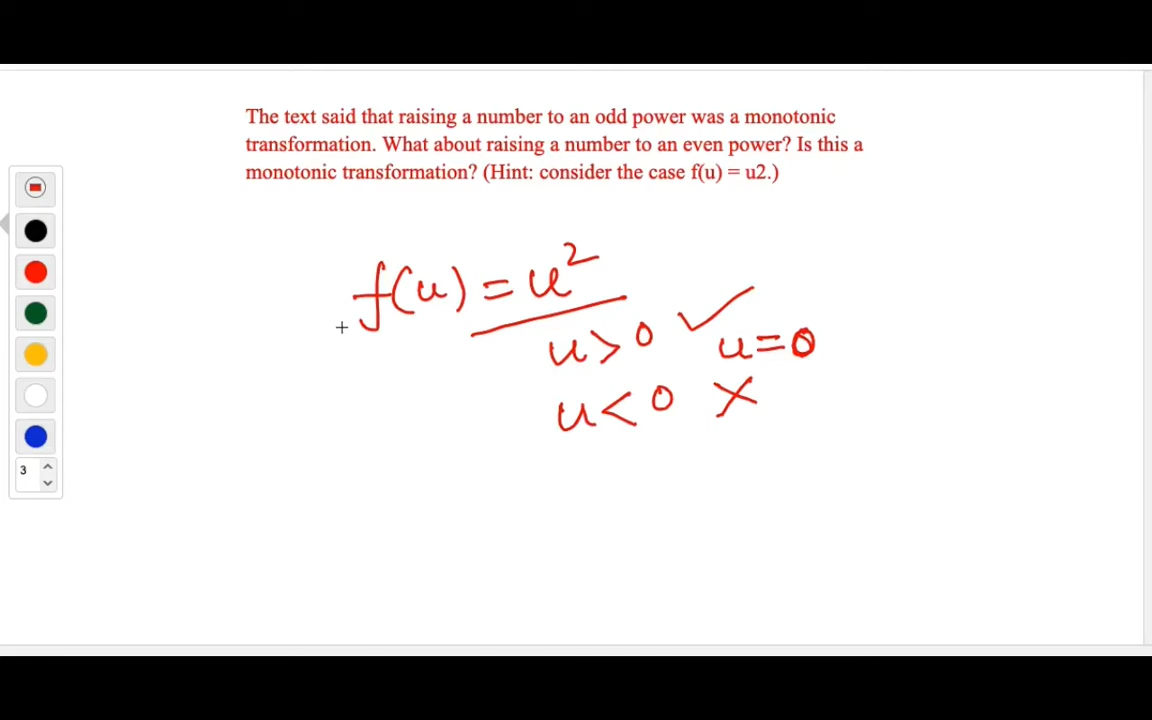 The text said that raising a number to an odd power was a monotonic
transformation. What about raising a number to an even power? Is this a
monotonic transformation? (Hint: consider the case f(u) = u2.)
f(u) = u²
u > 0 ✓ u = 0
u < 0 ✗
3